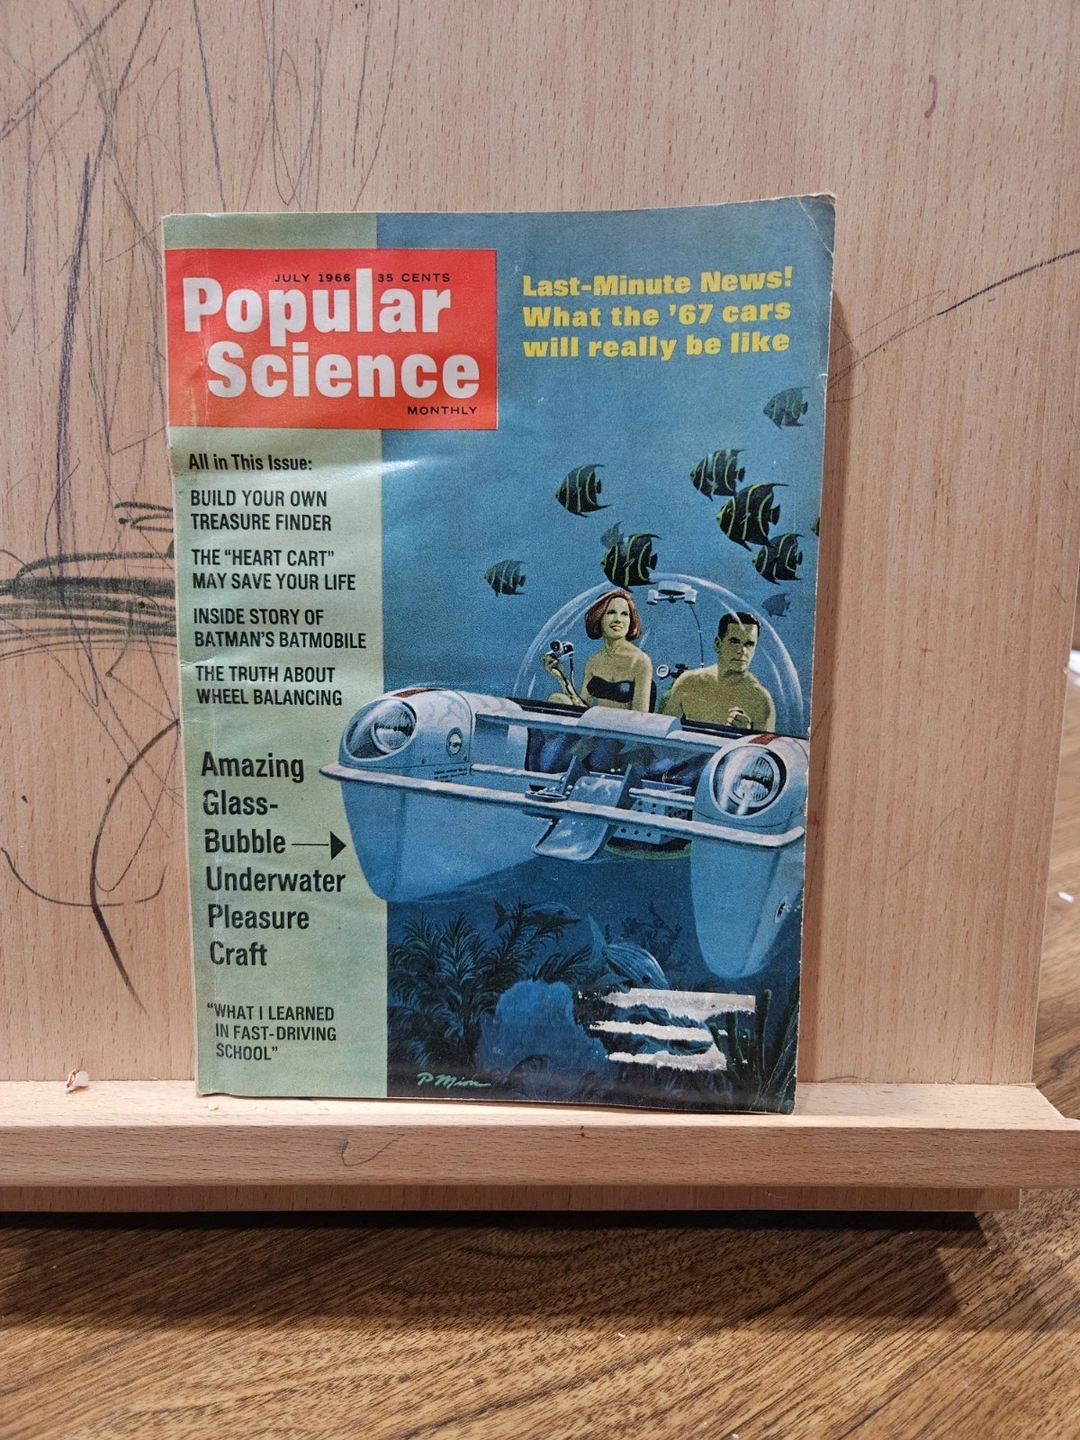 JULY 1966 35 CENTS
Popular
Science
MONTHLY
Last-Minute News!
What the '67 cars
will really be like
All in This Issue:
BUILD YOUR OWN
TREASURE FINDER
THE "HEART CART"
MAY SAVE YOUR LIFE
INSIDE STORY OF
BATMAN'S BATMOBILE
THE TRUTH ABOUT
WHEEL BALANCING
Amazing
Glass-
Bubble
Underwater
Pleasure
Craft
"WHAT I LEARNED
IN FAST-DRIVING
SCHOOL"
P Mion